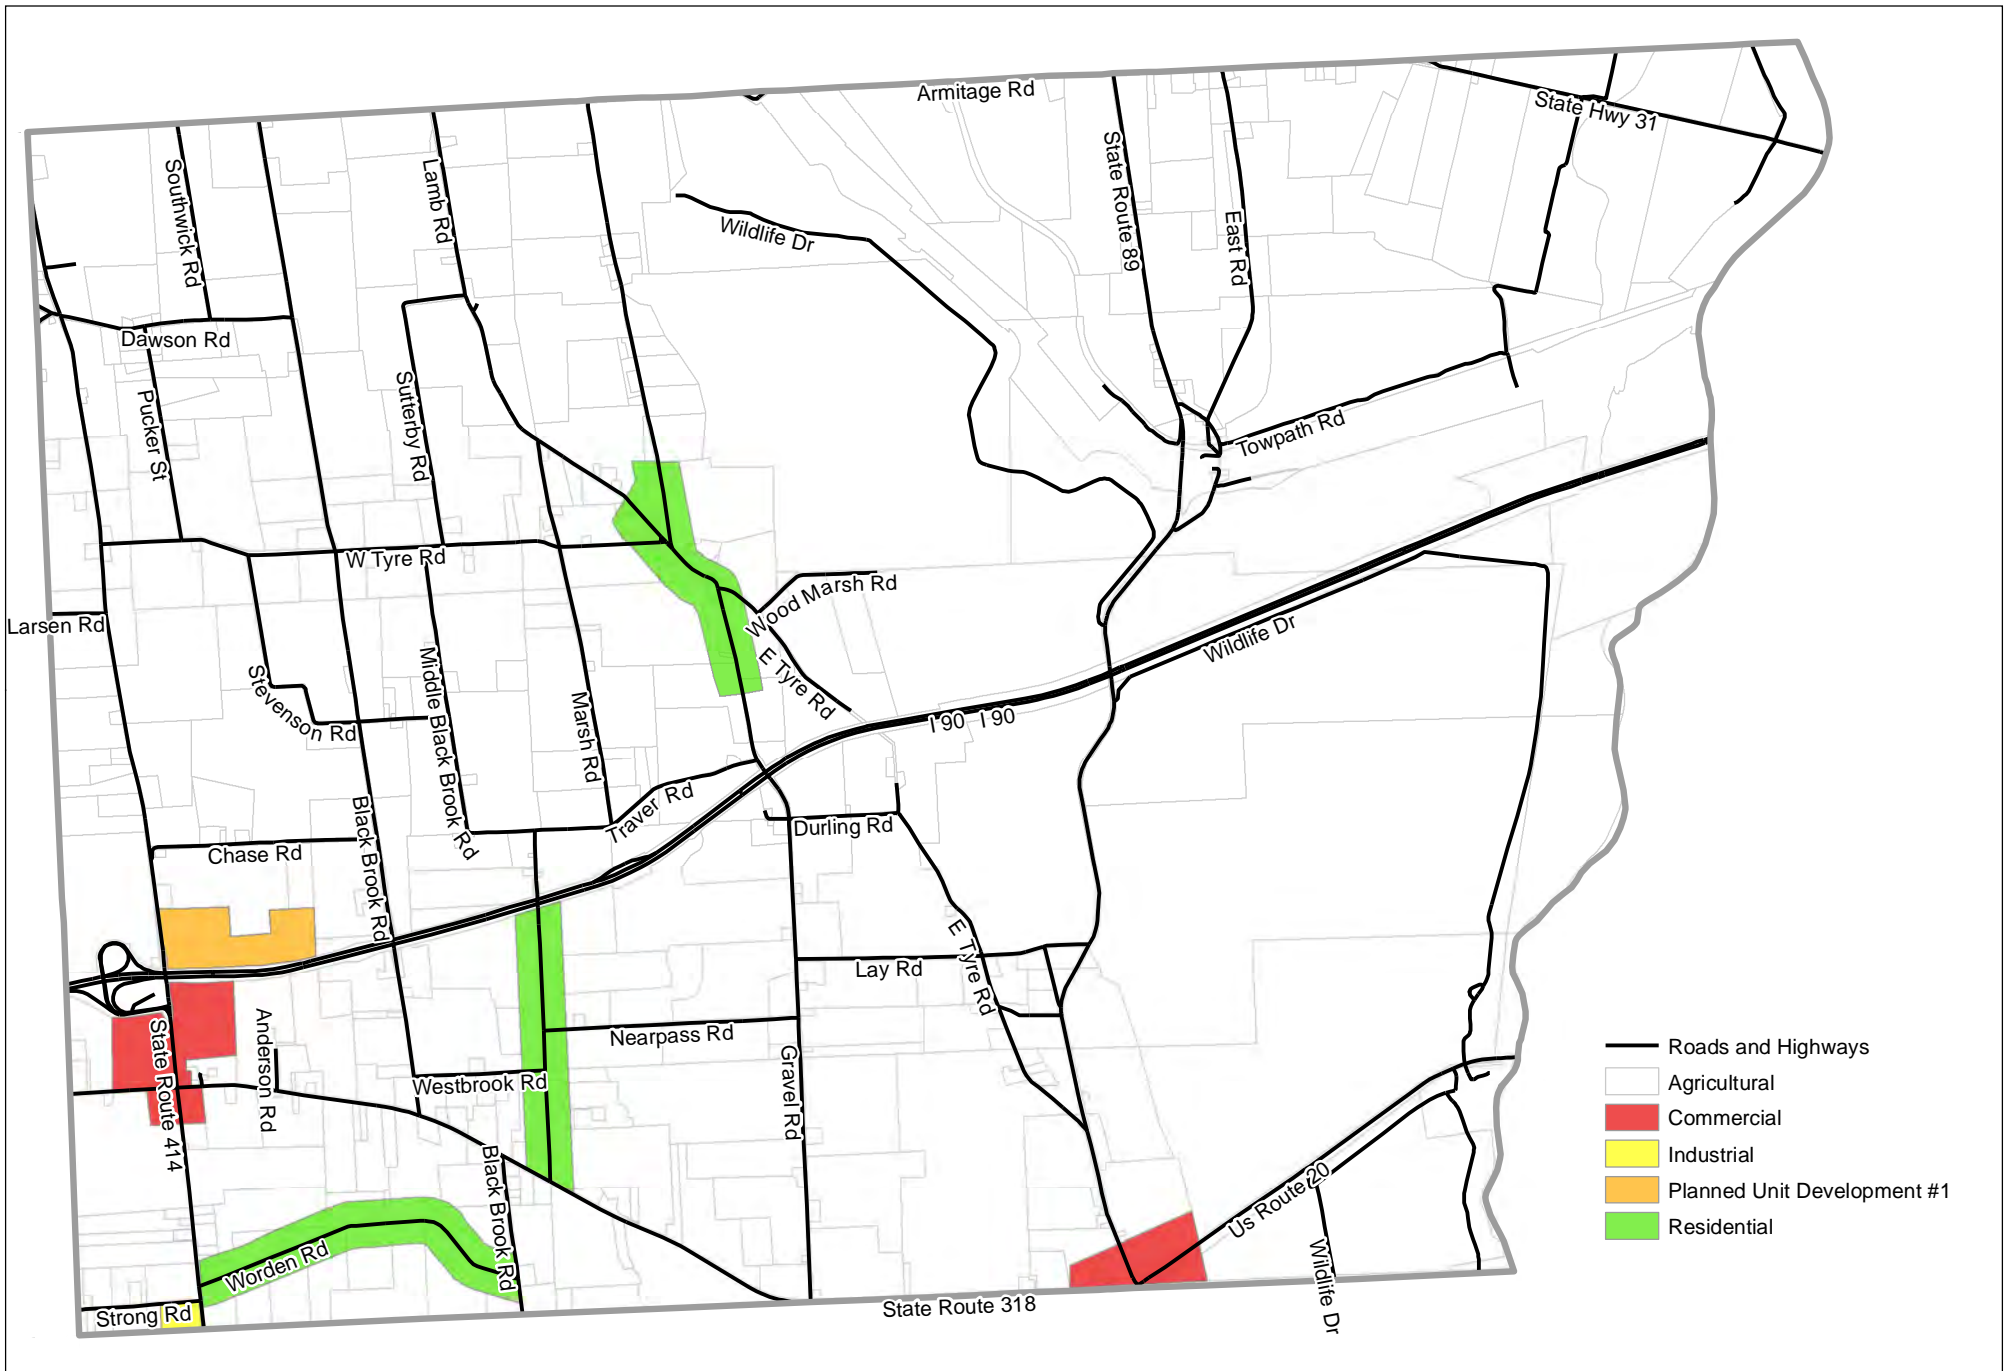 Armitage Rd
State Hwy 31
Southwick Rd
Lamb Rd
State Route 89
East Rd
Wildlife Dr
Dawson Rd
Pucker St
Sutterby Rd
Towpath Rd
W Tyre Rd
Wood Marsh Rd
Larsen Rd
Wildlife Dr
E Tyre Rd
Stevenson Rd
Middle Black Brook Rd
Marsh Rd
I 90 I 90
Traver Rd
Black Brook Rd
Durling Rd
Chase Rd
Lay Rd
E Tyre Rd
Anderson Rd
State Route 414
Nearpass Rd
Gravel Rd
Westbrook Rd
Roads and Highways
Agricultural
Commercial
Industrial
Planned Unit Development #1
Residential
Black Brook Rd
Us Route 20
Worden Rd
Wildlife Dr
Strong Rd
State Route 318